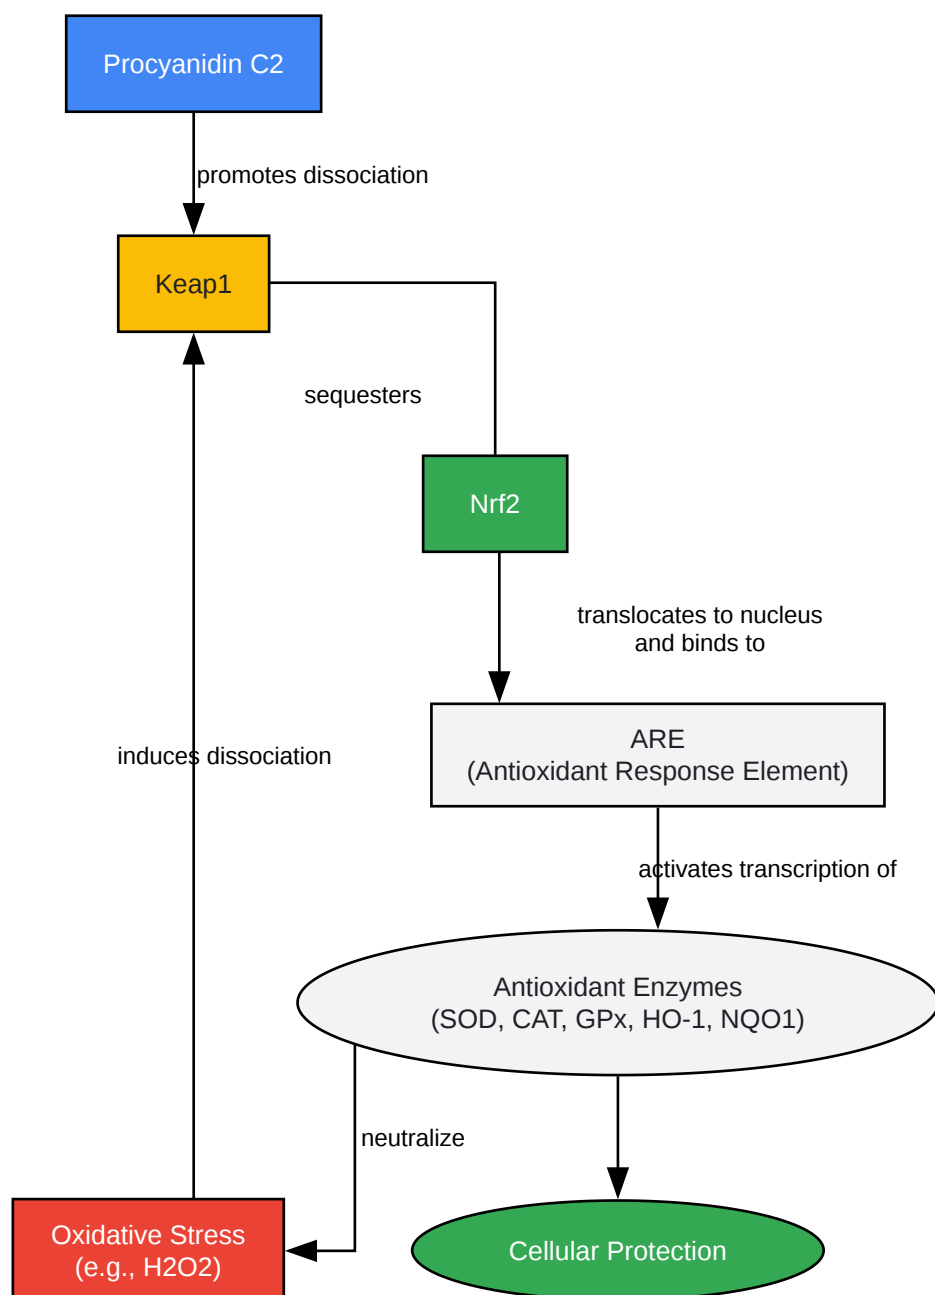 Procyanidin C2
promotes dissociation
Keap1
sequesters
Nrf2
translocates to nucleus
and binds to
ARE
(Antioxidant Response Element)
induces dissociation
activates transcription of
Antioxidant Enzymes
(SOD, CAT, GPx, HO-1, NQO1)
neutralize
Oxidative Stress
(e.g., H2O2)
Cellular Protection